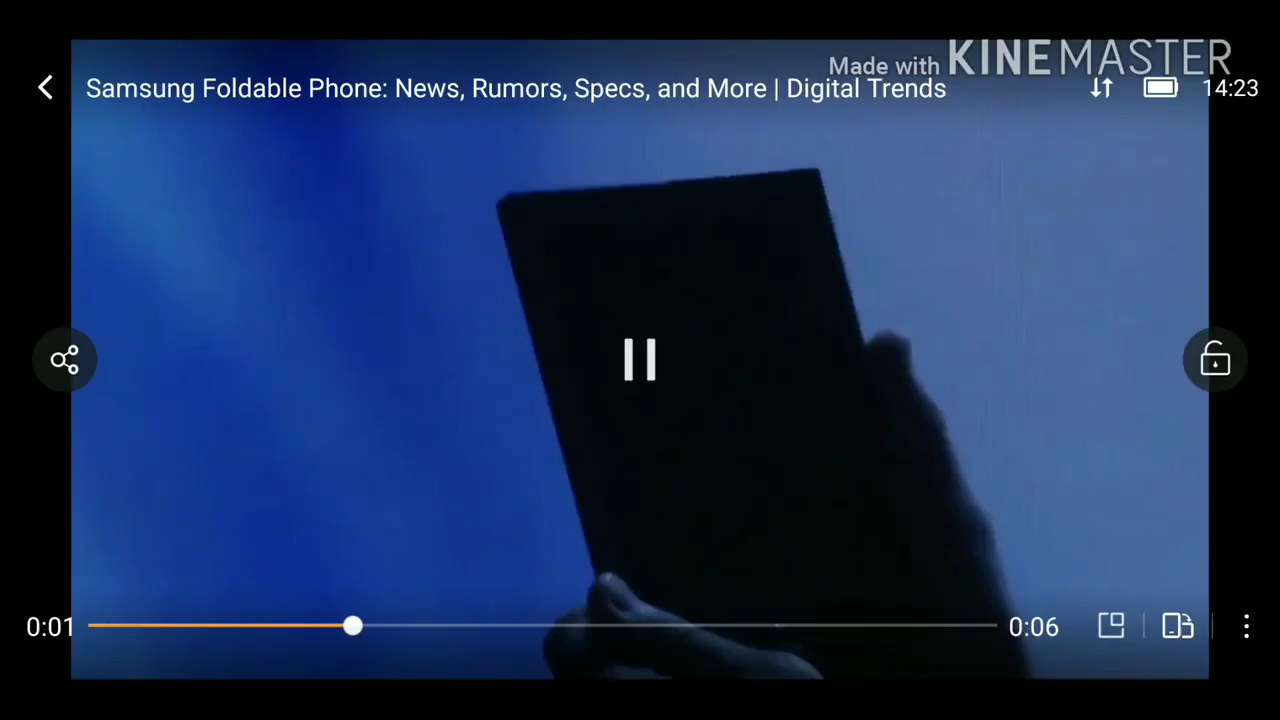 Made with KINEMASTER
Samsung Foldable Phone: News, Rumors, Specs, and More | Digital Trends
14:23
0:01
0:06